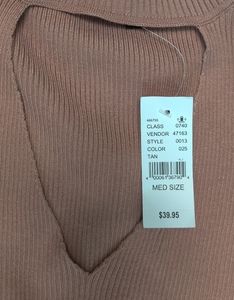 CLASS 0740
VENDOR 47163
STYLE 0013
COLOR 025
TAN
MED SIZE
$39.95